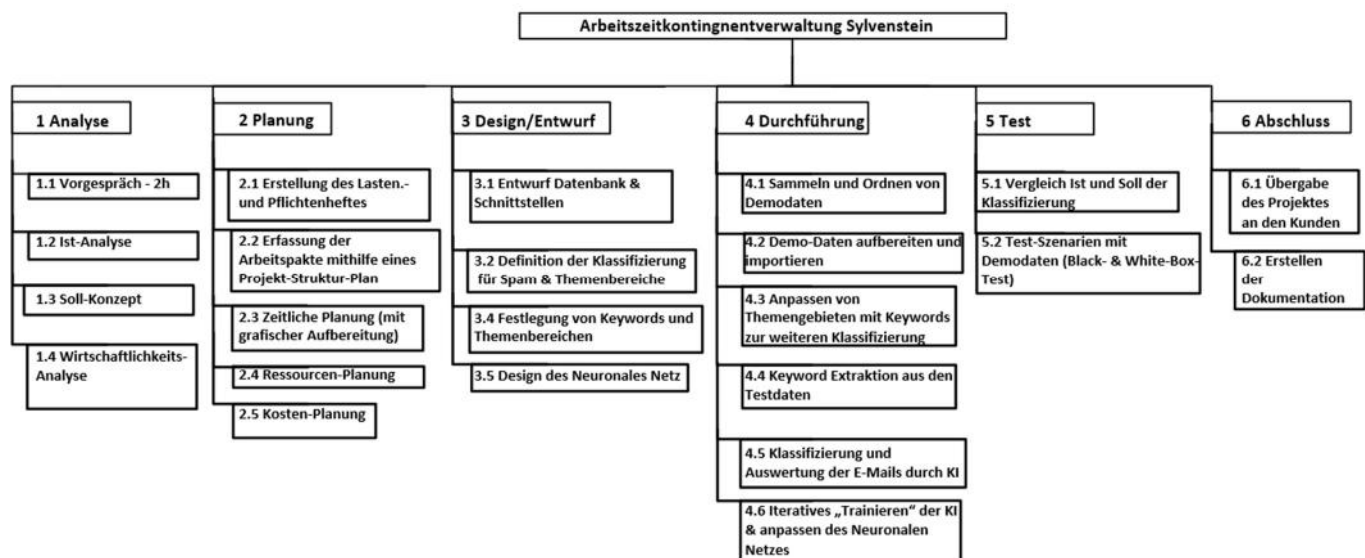 Arbeitszeitkontingnentverwaltung Sylvenstein
1 Analyse
1.1 Vorgespräch - 2h
1.2 Ist-Analyse
1.3 Soll-Konzept
1.4 Wirtschaftlichkeits-
Analyse
2 Planung
2.1 Erstellung des Lasten.-
und Pflichtenheftes
2.2 Erfassung der
Arbeitspakte mithilfe eines
Projekt-Struktur-Plan
2.3 Zeitliche Planung (mit
grafischer Aufbereitung)
2.4 Ressourcen-Planung
2.5 Kosten-Planung
3 Design/Entwurf
3.1 Entwurf Datenbank &
Schnittstellen
3.2 Definition der Klassifizierung
für Spam & Themenbereiche
3.4 Festlegung von Keywords und
Themenbereichen
3.5 Design des Neuronales Netz
4 Durchführung
4.1 Sammeln und Ordnen von
Demodaten
4.2 Demo-Daten aufbereiten und
importieren
4.3 Anpassen von
Themengebieten mit Keywords
zur weiteren Klassifizierung
4.4 Keyword Extraktion aus den
Testdaten
4.5 Klassifizierung und
Auswertung der E-Mails durch KI
4.6 Iteratives „Trainieren“ der KI
& anpassen des Neuronalen
Netzes
5 Test
5.1 Vergleich Ist und Soll der
Klassifizierung
5.2 Test-Szenarien mit
Demodaten (Black- & White-Box-
Test)
6 Abschluss
6.1 Übergabe
des Projektes
an den Kunden
6.2 Erstellen
der
Dokumentation